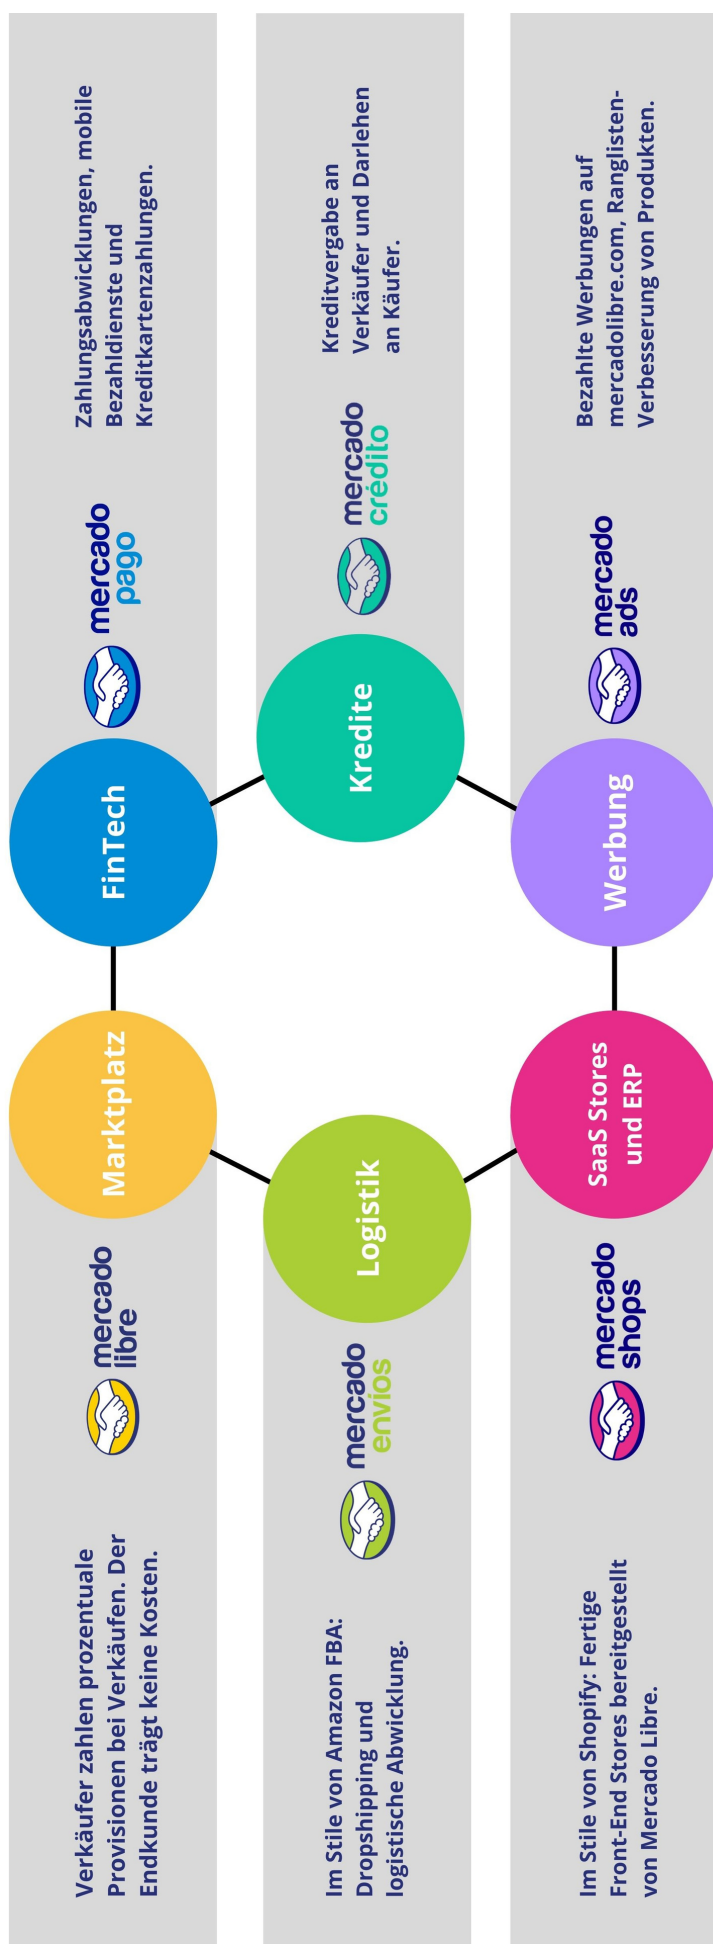 Verkäufer zahlen prozentuale
Provisionen bei Verkäufen. Der
Endkunde trägt keine Kosten.
mercado
libre
Marktplatz
FinTech
mercado
pago
Zahlungsabwicklungen, mobile
Bezahldienste und
Kreditkartenzahlungen.
Im Stile von Amazon FBA:
Dropshipping und
logistische Abwicklung.
mercado
envios
Logistik
Kredite
mercado
crédito
Kreditvergabe an
Verkäufer und Darlehen
an Käufer.
Im Stile von Shopify: Fertige
Front-End Stores bereitgestellt
von Mercado Libre.
mercado
shops
SaaS Stores
und ERP
Werbung
mercado
ads
Bezahlte Werbungen auf
mercadolibre.com, Ranglisten-
Verbesserung von Produkten.